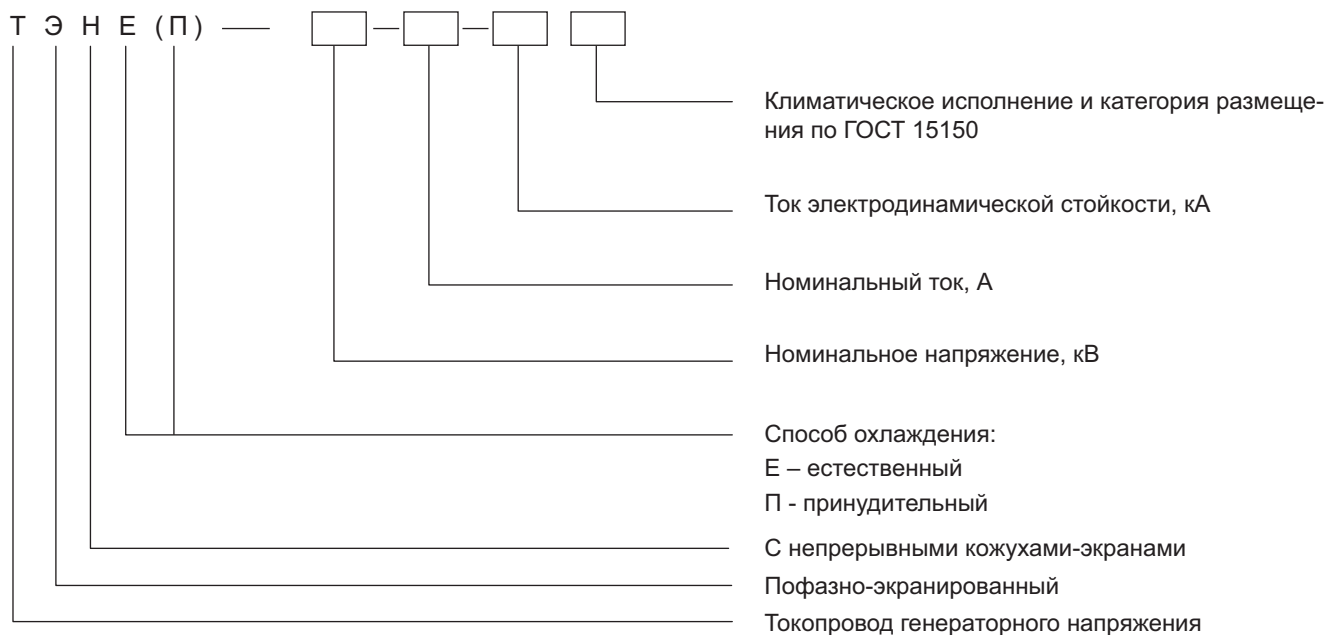 Т Э Н Е (П)
Климатическое исполнение и категория размеще-
ния по ГОСТ 15150
Ток электродинамической стойкости, кА
Номинальный ток, А
Номинальное напряжение, кВ
Способ охлаждения:
Е – естественный
П - принудительный
С непрерывными кожухами-экранами
Пофазно-экранированный
Токопровод генераторного напряжения